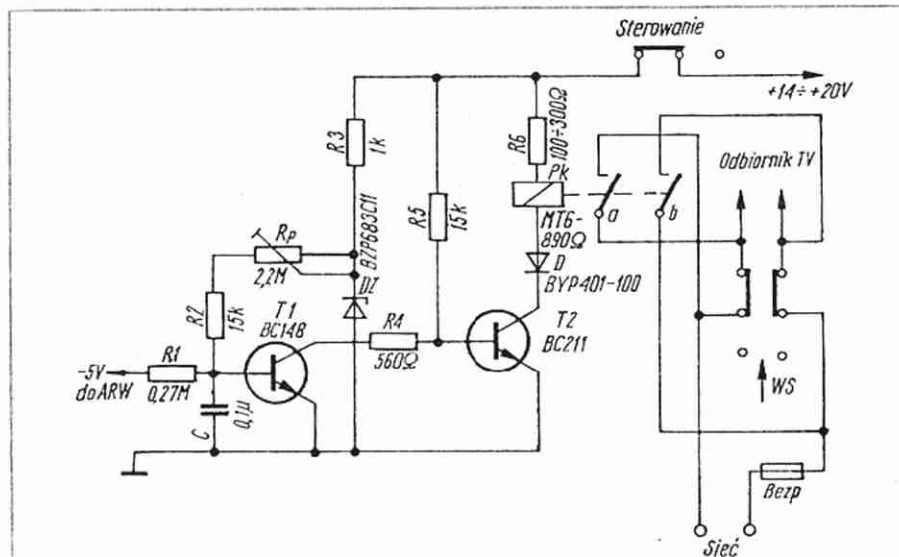 Sterowanie
+14÷+20V
R3
1k
R6
100÷300Ω
Pk
Odbiornik TV
a
b
MT6-
890Ω
R5
15k
BZP683C11
Rp
2,2M
DZ
D
BYP401-100
R2
15k
T1
BC148
R4
560Ω
T2
BC211
-5V
do ARW
R1
0,27M
C
0,1μ
WS
Bezp
Sieć